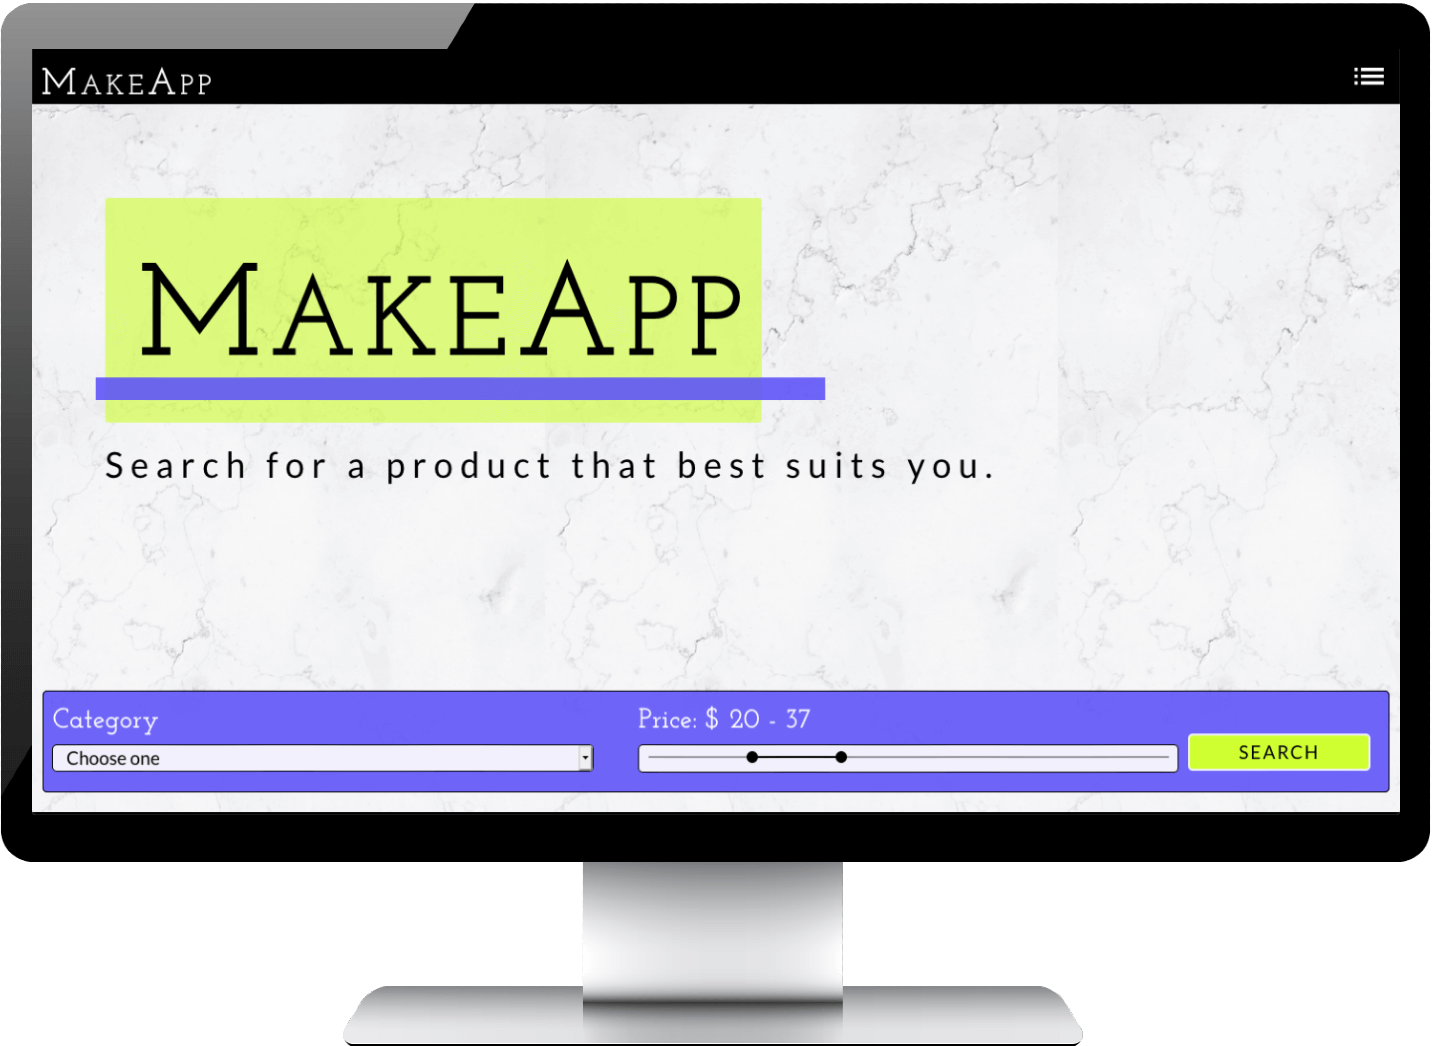 MAKEAPP
MAKEAPP
Search for a product that best suits you.
Category
Choose one
Price: $ 20 - 37
SEARCH